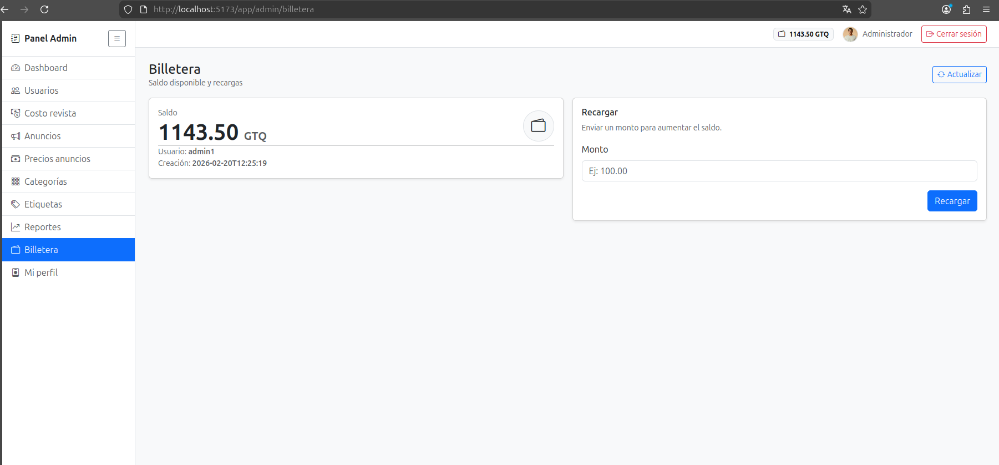 http://localhost:5173/app/admin/billetera
Panel Admin
1143.50 GTQ
Administrador
Cerrar sesión
Dashboard
Usuarios
Costo revista
Anuncios
Precios anuncios
Categorías
Etiquetas
Reportes
Billetera
Mi perfil
Billetera
Saldo disponible y recargas
Actualizar
Saldo
1143.50 GTQ
Usuario: admin1
Creación: 2026-02-20T12:25:19
Recargar
Enviar un monto para aumentar el saldo.
Monto
Ej: 100.00
Recargar